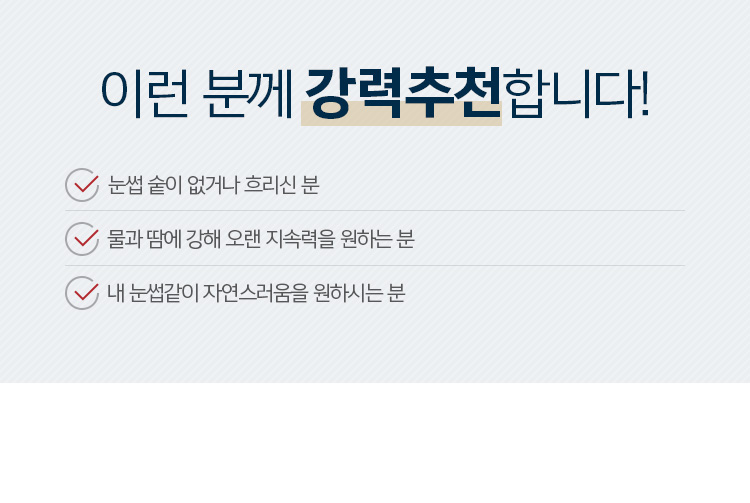 이런 분께 강력추천합니다!
눈썹 숱이 없거나 흐리신 분
물과 땀에 강해 오랜 지속력을 원하는 분
내 눈썹같이 자연스러움을 원하시는 분